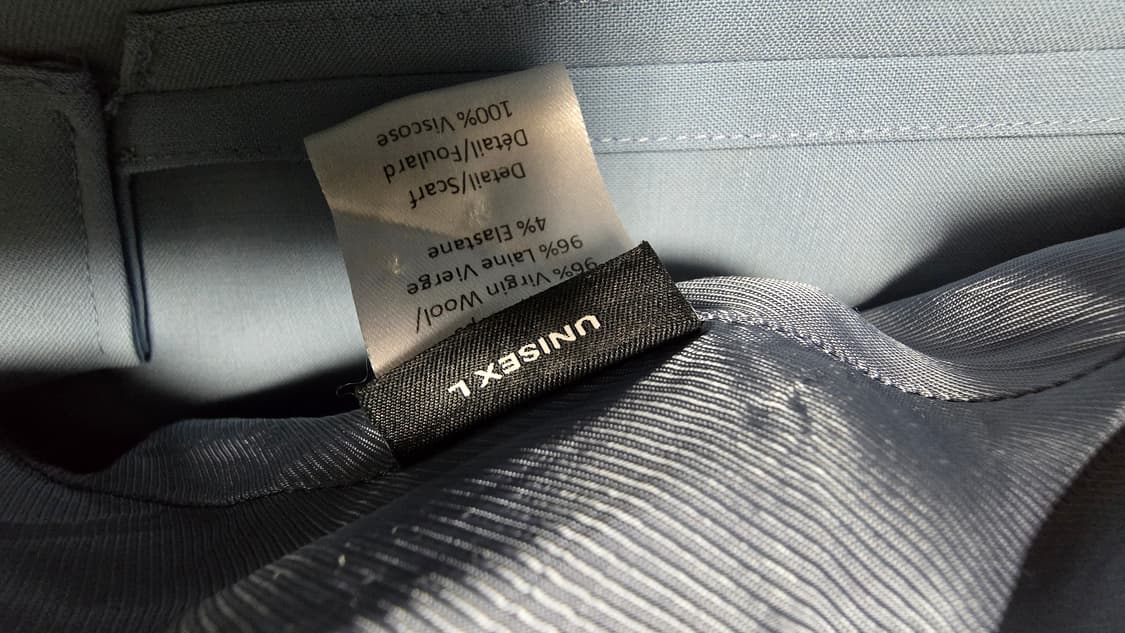 UNISEX L
96% Virgin Wool/
96% Laine Vierge
4% Elastane
Detail/Scarf
Détail/Foulard
100% Viscose